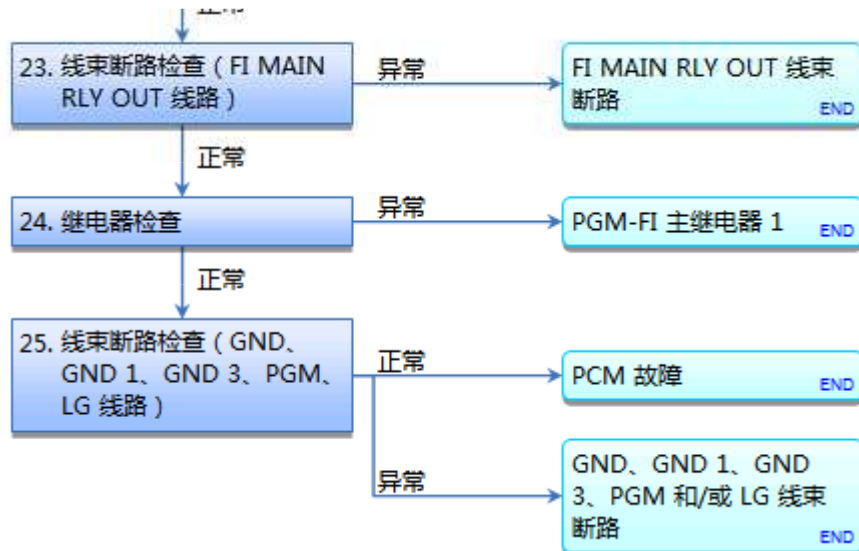 正常
23. 线束断路检查（FI MAIN
RLY OUT 线路）
异常
FI MAIN RLY OUT 线束
断路
END
正常
24. 继电器检查
异常
PGM-FI 主继电器 1
END
正常
25. 线束断路检查（GND、
GND 1、GND 3、PGM、
LG 线路）
正常
PCM 故障
END
异常
GND、GND 1、GND
3、PGM 和/或 LG 线束
断路
END